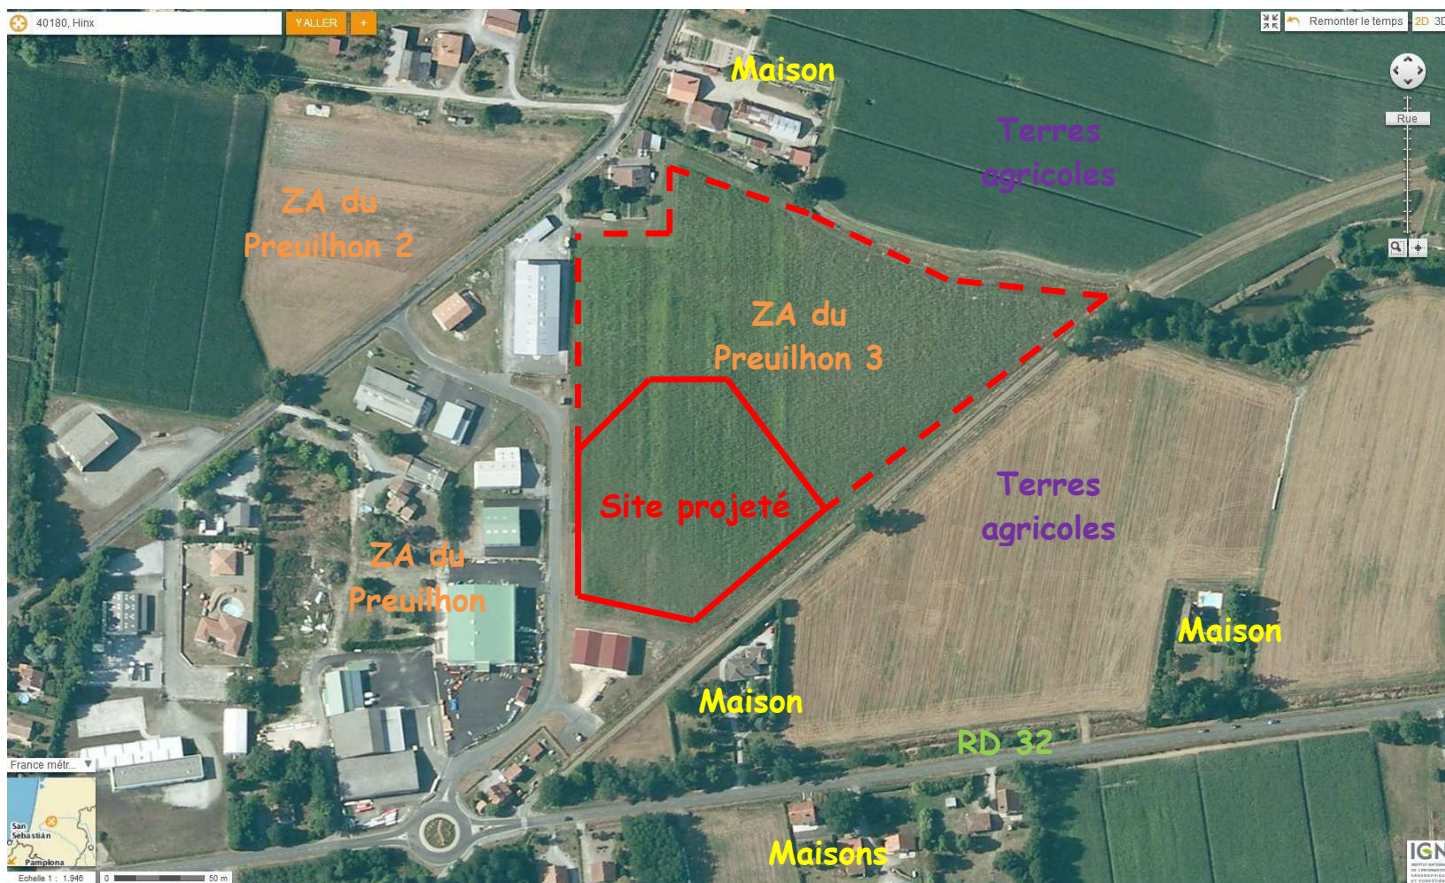 40180, Hinx
Y ALLER
+
Remonter le temps
2D 3D
Rue
Maison
Terres
agricoles
ZA du
Preuilhon 2
ZA du
Preuilhon 3
Terres
agricoles
Site projeté
ZA du
Preuilhon
Maison
Maison
RD 32
Maisons
France métr...
San
Sebastián
Pamplona
Echelle 1 : 1.946
0 50 m
IGN